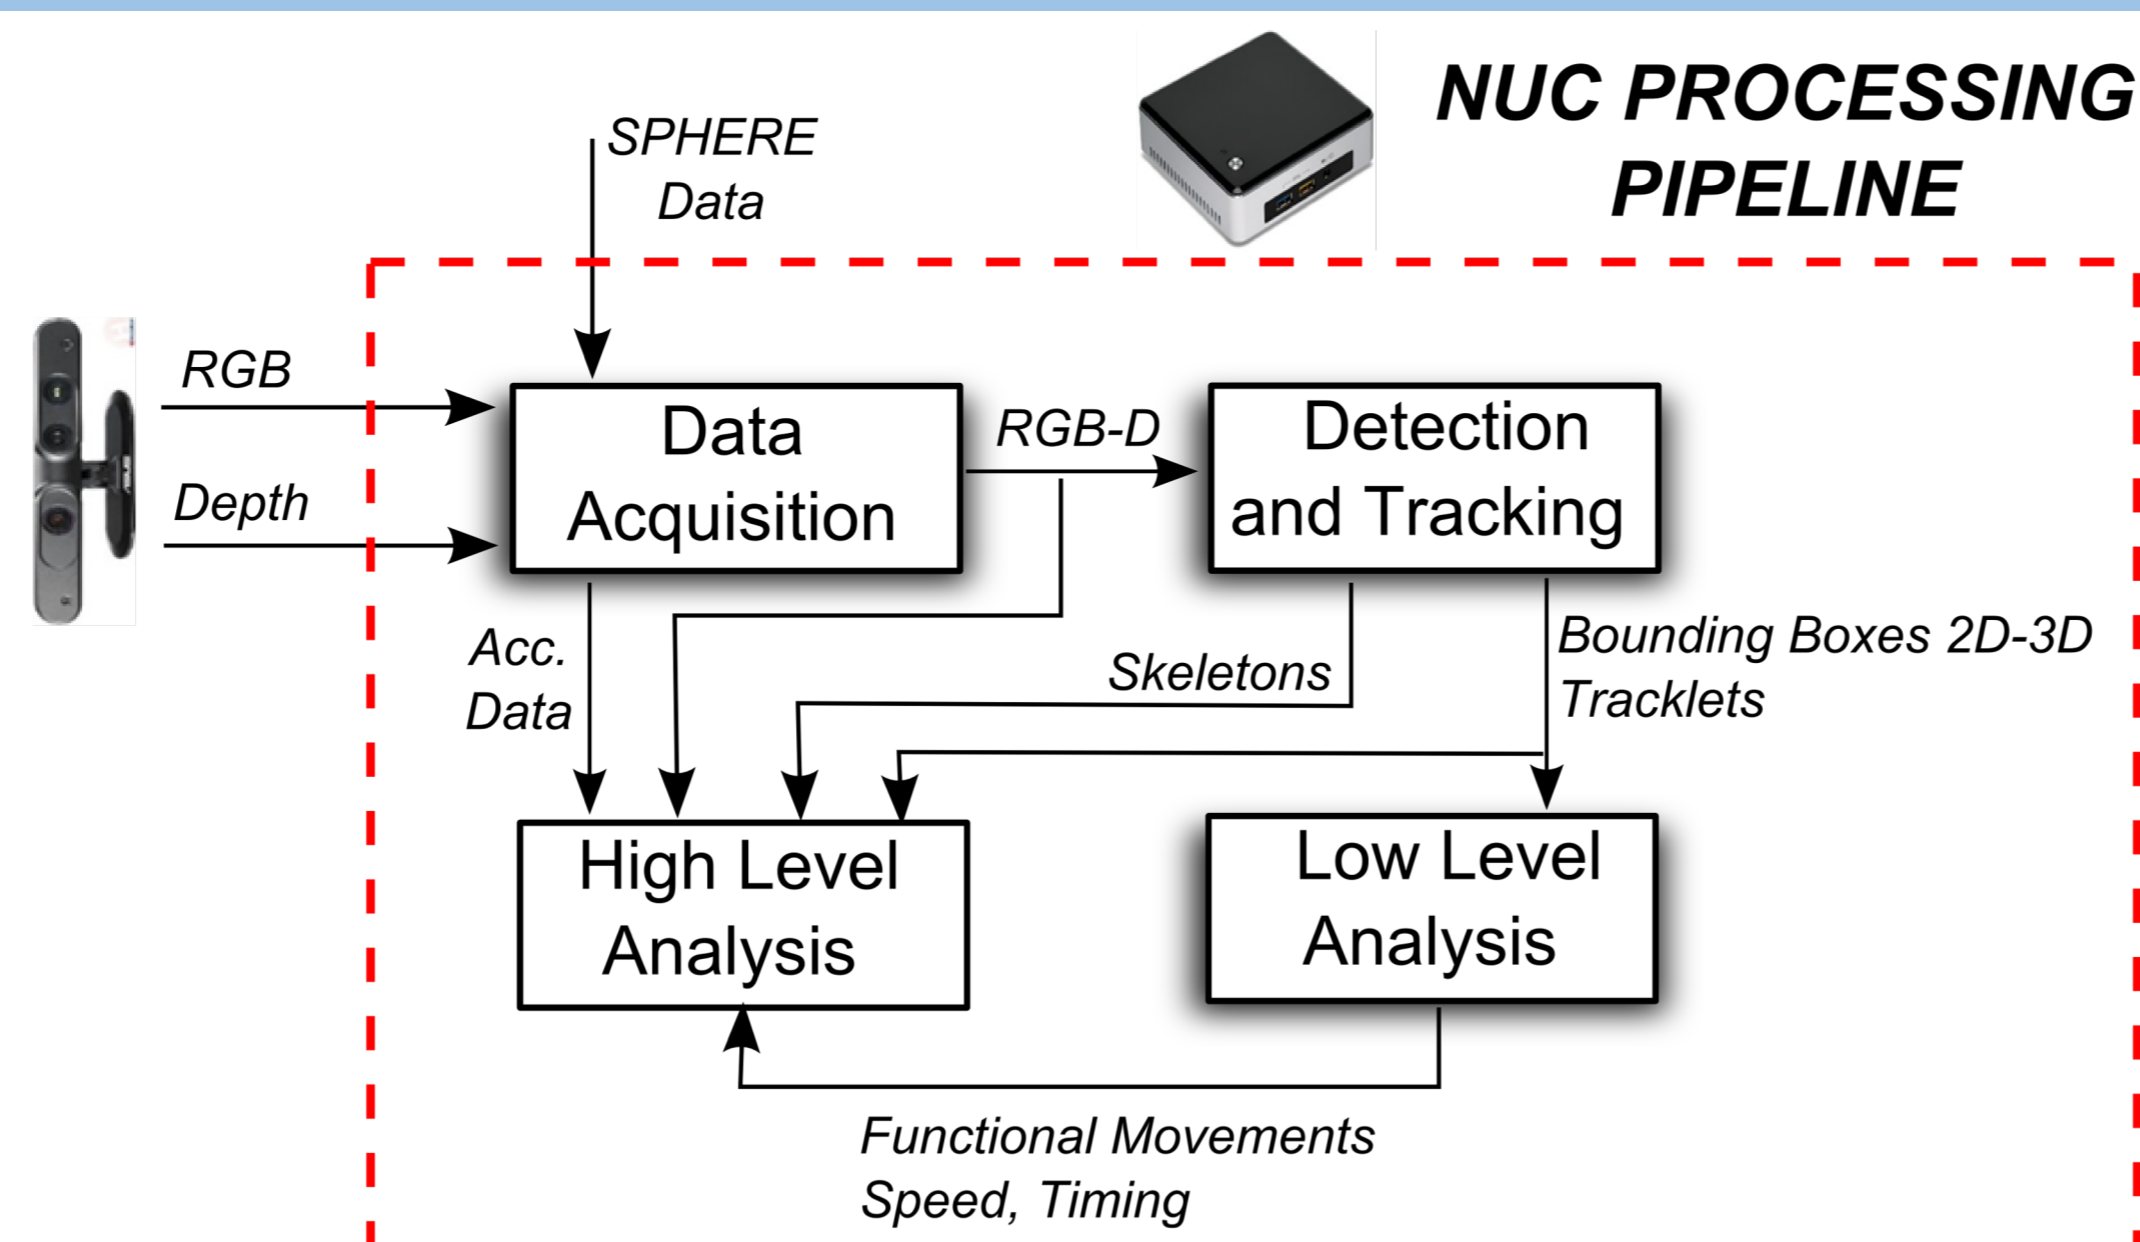 NUC PROCESSING
PIPELINE
SPHERE
Data
RGB
Depth
Data
Acquisition
RGB-D
Detection
and Tracking
Acc.
Data
Skeletons
Bounding Boxes 2D-3D
Tracklets
High Level
Analysis
Low Level
Analysis
Functional Movements
Speed, Timing